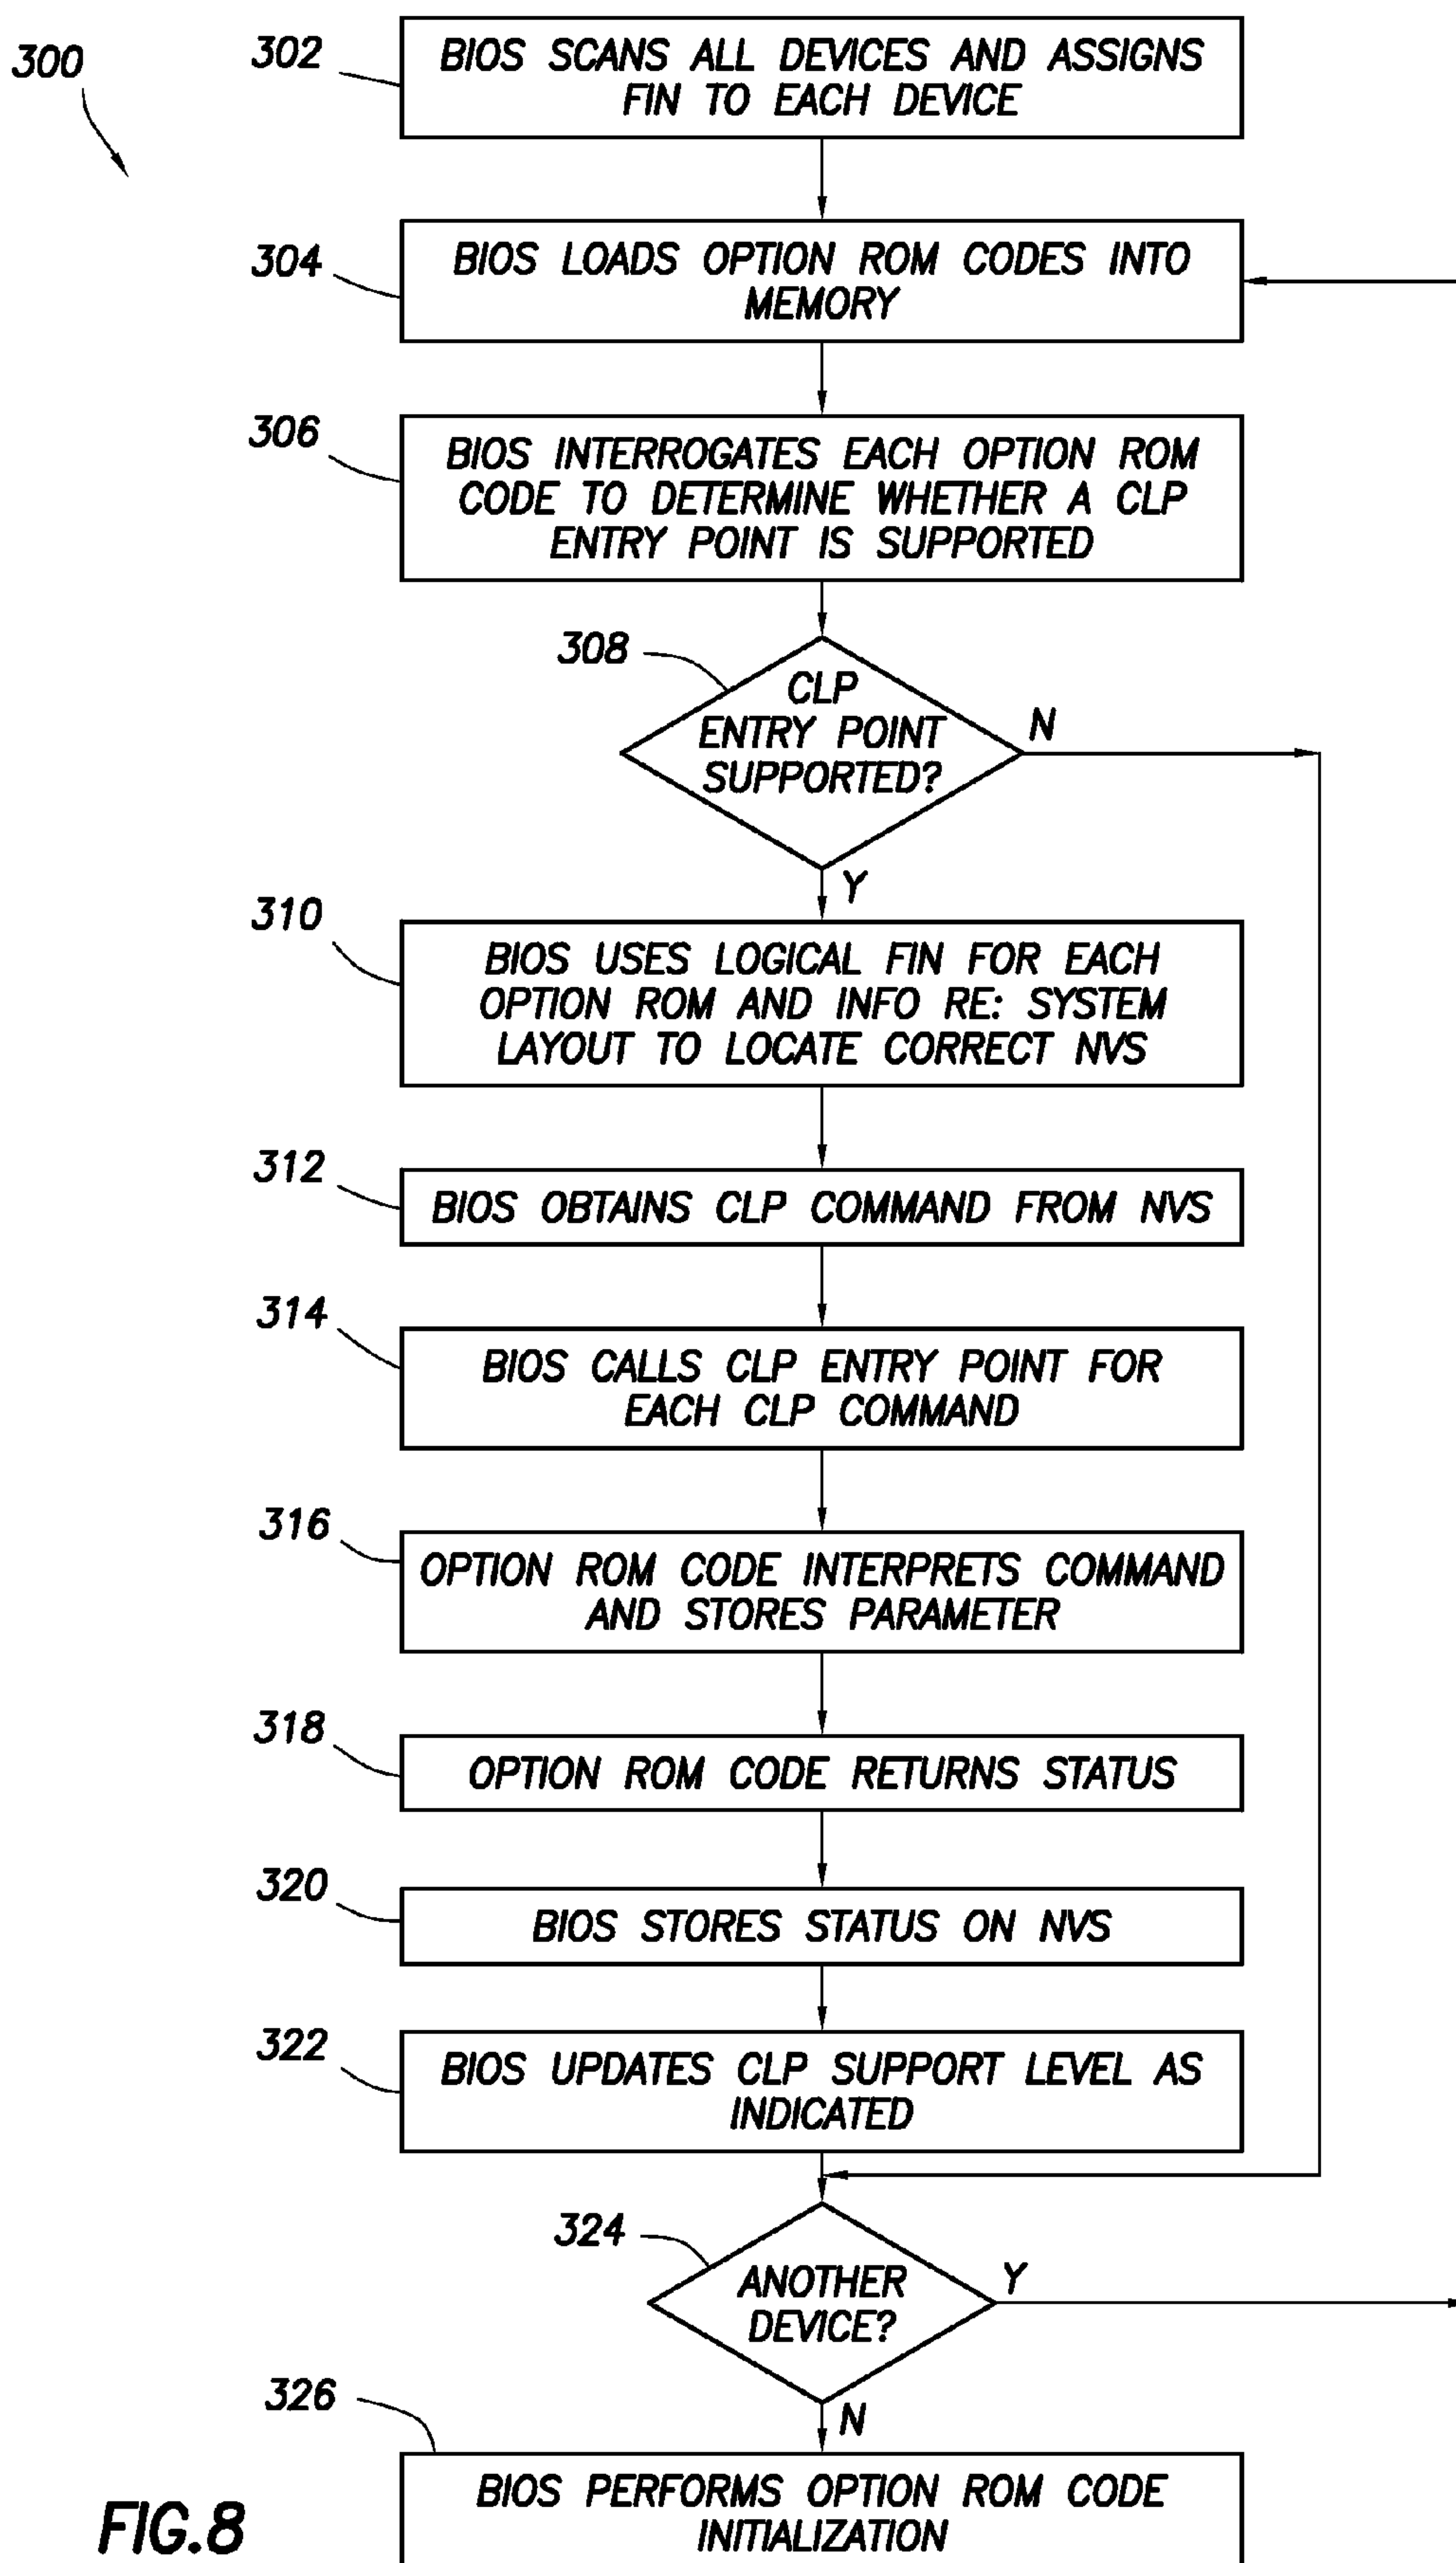 300
302
BIOS SCANS ALL DEVICES AND ASSIGNS
FIN TO EACH DEVICE
304
BIOS LOADS OPTION ROM CODES INTO
MEMORY
306
BIOS INTERROGATES EACH OPTION ROM
CODE TO DETERMINE WHETHER A CLP
ENTRY POINT IS SUPPORTED
308
CLP
ENTRY POINT
SUPPORTED?
N
Y
310
BIOS USES LOGICAL FIN FOR EACH
OPTION ROM AND INFO RE: SYSTEM
LAYOUT TO LOCATE CORRECT NVS
312
BIOS OBTAINS CLP COMMAND FROM NVS
314
BIOS CALLS CLP ENTRY POINT FOR
EACH CLP COMMAND
316
OPTION ROM CODE INTERPRETS COMMAND
AND STORES PARAMETER
318
OPTION ROM CODE RETURNS STATUS
320
BIOS STORES STATUS ON NVS
322
BIOS UPDATES CLP SUPPORT LEVEL AS
INDICATED
324
ANOTHER
DEVICE?
Y
N
326
BIOS PERFORMS OPTION ROM CODE
INITIALIZATION
FIG.8